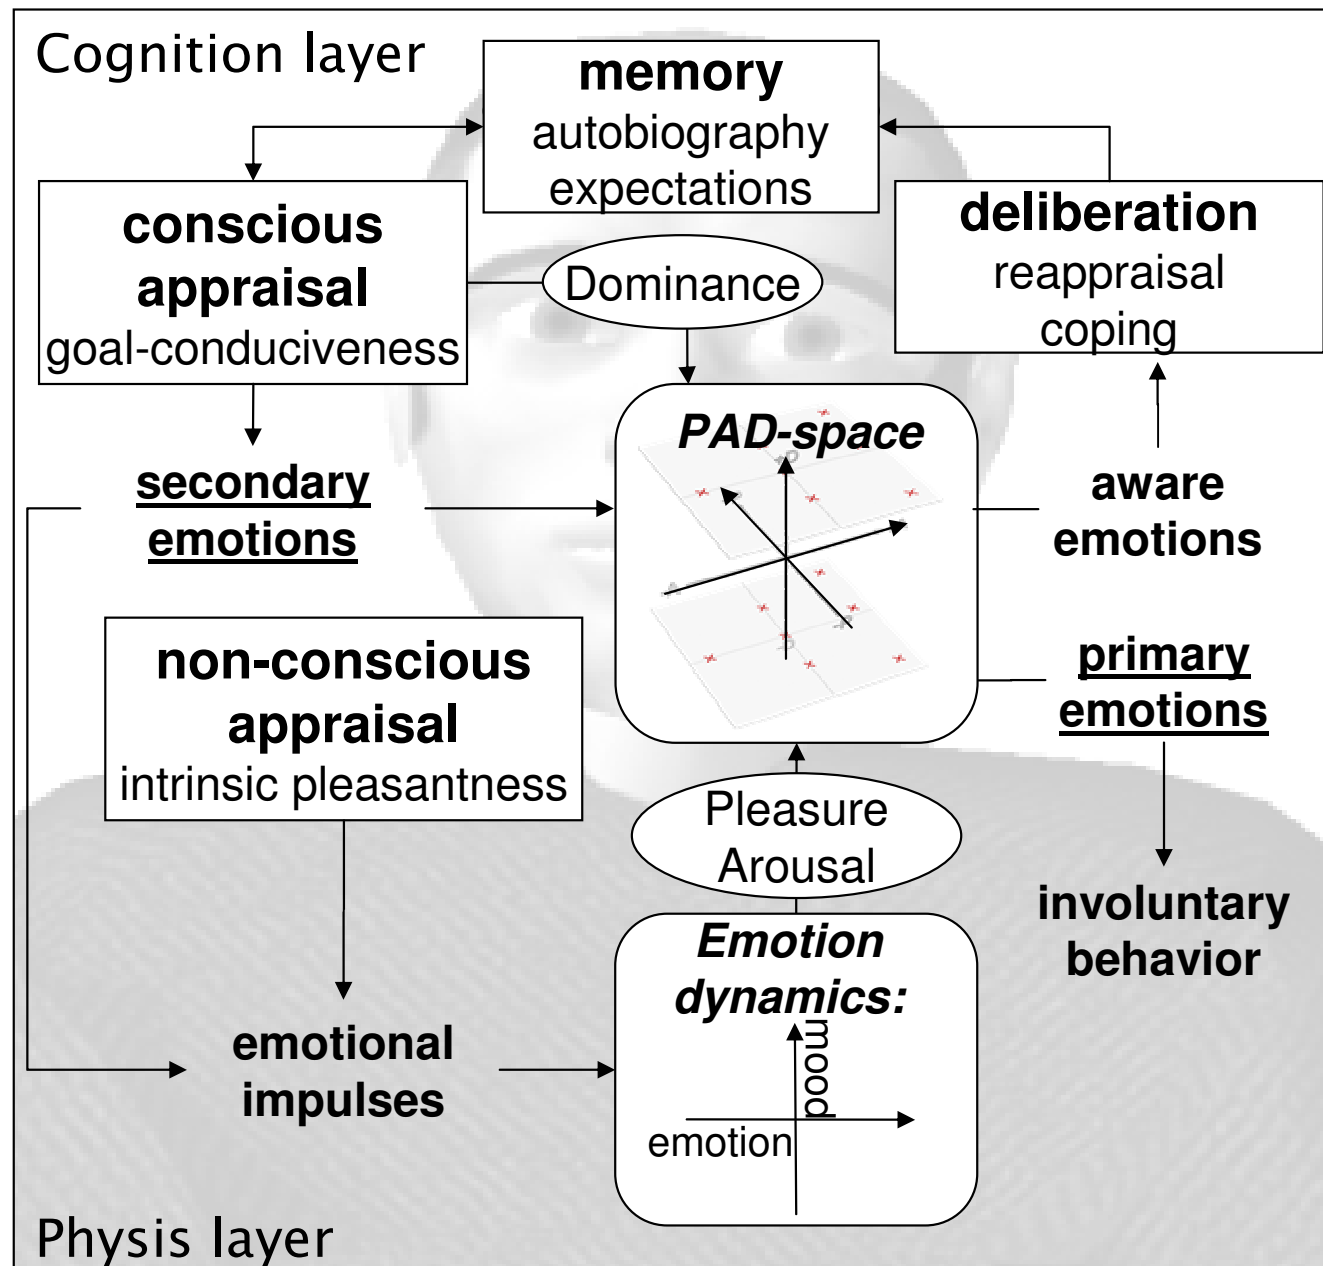 Cognition layer
memory
autobiography
expectations
conscious
appraisal
goal-conduciveness
Dominance
deliberation
reappraisal
coping
PAD-space
secondary
emotions
aware
emotions
non-conscious
appraisal
intrinsic pleasantness
primary
emotions
Pleasure
Arousal
involuntary
behavior
Emotion
dynamics:
mood
emotion
emotional
impulses
Physis layer